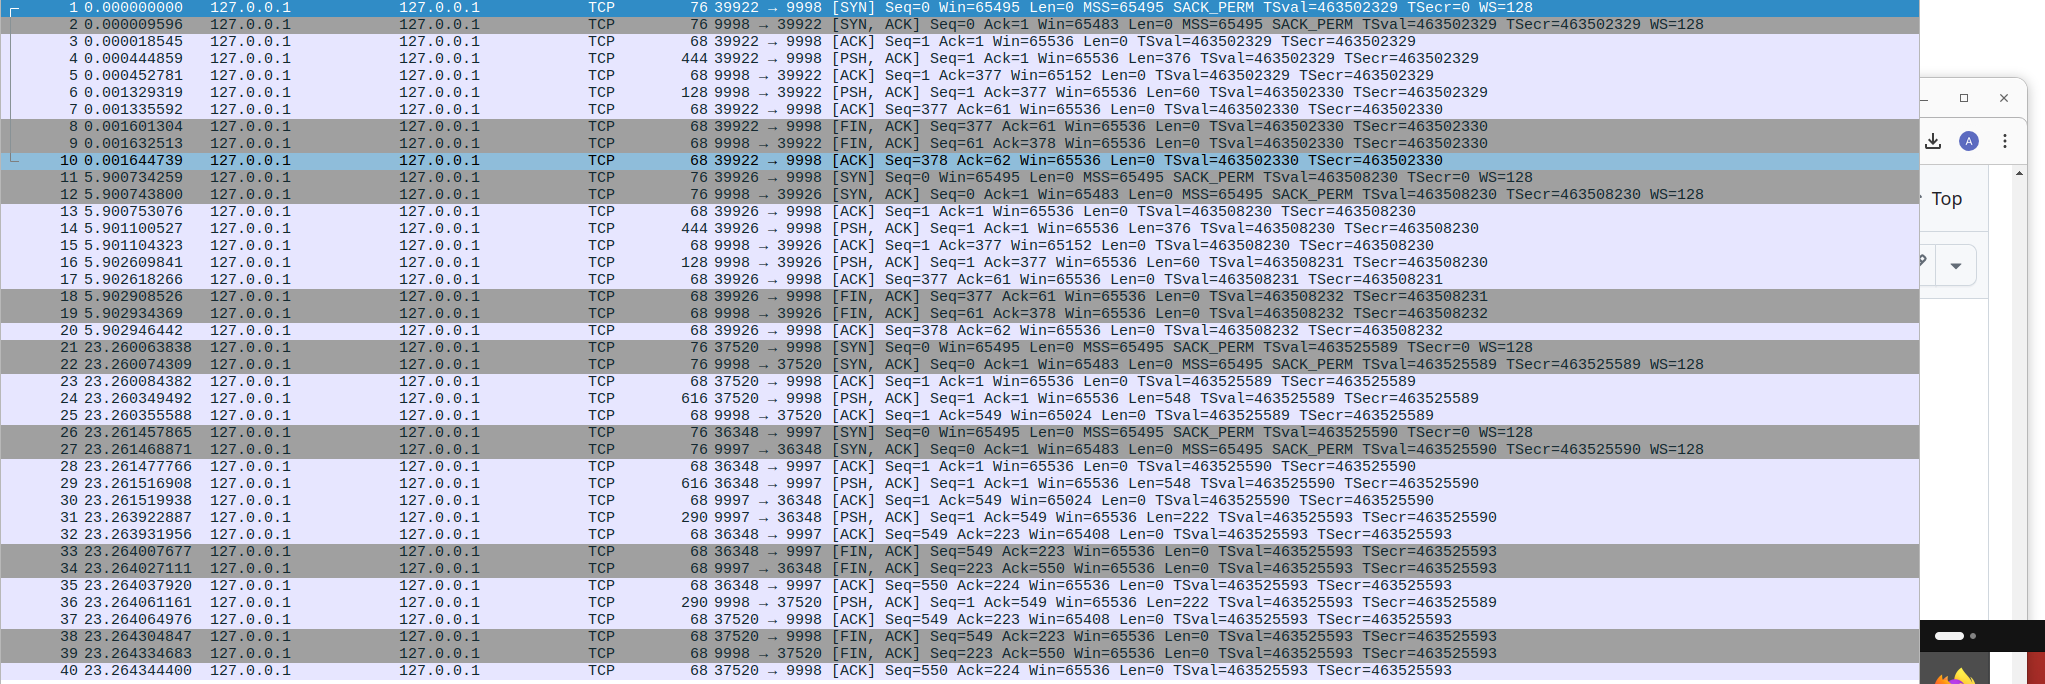 1 0.000000000 127.0.0.1 127.0.0.1 TCP 76 39922 → 9998 [SYN] Seq=0 Win=65495 Len=0 MSS=65495 SACK_PERM TSval=463502329 TSecr=0 WS=128
2 0.000009596 127.0.0.1 127.0.0.1 TCP 76 9998 → 39922 [SYN, ACK] Seq=0 Ack=1 Win=65483 Len=0 MSS=65495 SACK_PERM TSval=463502329 TSecr=463502329 WS=128
3 0.000018545 127.0.0.1 127.0.0.1 TCP 68 39922 → 9998 [ACK] Seq=1 Ack=1 Win=65536 Len=0 TSval=463502329 TSecr=463502329
4 0.000444859 127.0.0.1 127.0.0.1 TCP 444 39922 → 9998 [PSH, ACK] Seq=1 Ack=1 Win=65536 Len=376 TSval=463502329 TSecr=463502329
5 0.000452781 127.0.0.1 127.0.0.1 TCP 68 9998 → 39922 [ACK] Seq=1 Ack=377 Win=65152 Len=0 TSval=463502329 TSecr=463502329
6 0.001329319 127.0.0.1 127.0.0.1 TCP 128 9998 → 39922 [PSH, ACK] Seq=1 Ack=377 Win=65536 Len=60 TSval=463502330 TSecr=463502329
7 0.001335592 127.0.0.1 127.0.0.1 TCP 68 39922 → 9998 [ACK] Seq=377 Ack=61 Win=65536 Len=0 TSval=463502330 TSecr=463502330
8 0.001601304 127.0.0.1 127.0.0.1 TCP 68 39922 → 9998 [FIN, ACK] Seq=377 Ack=61 Win=65536 Len=0 TSval=463502330 TSecr=463502330
9 0.001632513 127.0.0.1 127.0.0.1 TCP 68 9998 → 39922 [FIN, ACK] Seq=61 Ack=378 Win=65536 Len=0 TSval=463502330 TSecr=463502330
10 0.001644739 127.0.0.1 127.0.0.1 TCP 68 39922 → 9998 [ACK] Seq=378 Ack=62 Win=65536 Len=0 TSval=463502330 TSecr=463502330
11 5.900734259 127.0.0.1 127.0.0.1 TCP 76 39926 → 9998 [SYN] Seq=0 Win=65495 Len=0 MSS=65495 SACK_PERM TSval=463508230 TSecr=0 WS=128
12 5.900743800 127.0.0.1 127.0.0.1 TCP 76 9998 → 39926 [SYN, ACK] Seq=0 Ack=1 Win=65483 Len=0 MSS=65495 SACK_PERM TSval=463508230 TSecr=463508230 WS=128
13 5.900753076 127.0.0.1 127.0.0.1 TCP 68 39926 → 9998 [ACK] Seq=1 Ack=1 Win=65536 Len=0 TSval=463508230 TSecr=463508230
14 5.901100527 127.0.0.1 127.0.0.1 TCP 444 39926 → 9998 [PSH, ACK] Seq=1 Ack=1 Win=65536 Len=376 TSval=463508230 TSecr=463508230
15 5.901104323 127.0.0.1 127.0.0.1 TCP 68 9998 → 39926 [ACK] Seq=1 Ack=377 Win=65152 Len=0 TSval=463508230 TSecr=463508230
16 5.902609841 127.0.0.1 127.0.0.1 TCP 128 9998 → 39926 [PSH, ACK] Seq=1 Ack=377 Win=65536 Len=60 TSval=463508231 TSecr=463508230
17 5.902618266 127.0.0.1 127.0.0.1 TCP 68 39926 → 9998 [ACK] Seq=377 Ack=61 Win=65536 Len=0 TSval=463508231 TSecr=463508231
18 5.902908526 127.0.0.1 127.0.0.1 TCP 68 39926 → 9998 [FIN, ACK] Seq=377 Ack=61 Win=65536 Len=0 TSval=463508232 TSecr=463508231
19 5.902934369 127.0.0.1 127.0.0.1 TCP 68 9998 → 39926 [FIN, ACK] Seq=61 Ack=378 Win=65536 Len=0 TSval=463508232 TSecr=463508232
20 5.902946442 127.0.0.1 127.0.0.1 TCP 68 39926 → 9998 [ACK] Seq=378 Ack=62 Win=65536 Len=0 TSval=463508232 TSecr=463508232
21 23.260063838 127.0.0.1 127.0.0.1 TCP 76 37520 → 9998 [SYN] Seq=0 Win=65495 Len=0 MSS=65495 SACK_PERM TSval=463525589 TSecr=0 WS=128
22 23.260074309 127.0.0.1 127.0.0.1 TCP 76 9998 → 37520 [SYN, ACK] Seq=0 Ack=1 Win=65483 Len=0 MSS=65495 SACK_PERM TSval=463525589 TSecr=463525589 WS=128
23 23.260084382 127.0.0.1 127.0.0.1 TCP 68 37520 → 9998 [ACK] Seq=1 Ack=1 Win=65536 Len=0 TSval=463525589 TSecr=463525589
24 23.260349492 127.0.0.1 127.0.0.1 TCP 616 37520 → 9998 [PSH, ACK] Seq=1 Ack=1 Win=65536 Len=548 TSval=463525589 TSecr=463525589
25 23.260355588 127.0.0.1 127.0.0.1 TCP 68 9998 → 37520 [ACK] Seq=1 Ack=549 Win=65024 Len=0 TSval=463525589 TSecr=463525589
26 23.261457865 127.0.0.1 127.0.0.1 TCP 76 36348 → 9997 [SYN] Seq=0 Win=65495 Len=0 MSS=65495 SACK_PERM TSval=463525590 TSecr=0 WS=128
27 23.261468871 127.0.0.1 127.0.0.1 TCP 76 9997 → 36348 [SYN, ACK] Seq=0 Ack=1 Win=65483 Len=0 MSS=65495 SACK_PERM TSval=463525590 TSecr=463525590 WS=128
28 23.261477766 127.0.0.1 127.0.0.1 TCP 68 36348 → 9997 [ACK] Seq=1 Ack=1 Win=65536 Len=0 TSval=463525590 TSecr=463525590
29 23.261516908 127.0.0.1 127.0.0.1 TCP 616 36348 → 9997 [PSH, ACK] Seq=1 Ack=1 Win=65536 Len=548 TSval=463525590 TSecr=463525590
30 23.261519938 127.0.0.1 127.0.0.1 TCP 68 9997 → 36348 [ACK] Seq=1 Ack=549 Win=65024 Len=0 TSval=463525590 TSecr=463525590
31 23.263922887 127.0.0.1 127.0.0.1 TCP 290 9997 → 36348 [PSH, ACK] Seq=1 Ack=549 Win=65536 Len=222 TSval=463525593 TSecr=463525590
32 23.263931956 127.0.0.1 127.0.0.1 TCP 68 36348 → 9997 [ACK] Seq=549 Ack=223 Win=65408 Len=0 TSval=463525593 TSecr=463525593
33 23.264007677 127.0.0.1 127.0.0.1 TCP 68 36348 → 9997 [FIN, ACK] Seq=549 Ack=223 Win=65536 Len=0 TSval=463525593 TSecr=463525593
34 23.264027111 127.0.0.1 127.0.0.1 TCP 68 9997 → 36348 [FIN, ACK] Seq=223 Ack=550 Win=65536 Len=0 TSval=463525593 TSecr=463525593
35 23.264037920 127.0.0.1 127.0.0.1 TCP 68 36348 → 9997 [ACK] Seq=550 Ack=224 Win=65536 Len=0 TSval=463525593 TSecr=463525593
36 23.264061161 127.0.0.1 127.0.0.1 TCP 290 9998 → 37520 [PSH, ACK] Seq=1 Ack=549 Win=65536 Len=222 TSval=463525593 TSecr=463525589
37 23.264064976 127.0.0.1 127.0.0.1 TCP 68 37520 → 9998 [ACK] Seq=549 Ack=223 Win=65408 Len=0 TSval=463525593 TSecr=463525593
38 23.264304847 127.0.0.1 127.0.0.1 TCP 68 37520 → 9998 [FIN, ACK] Seq=549 Ack=223 Win=65536 Len=0 TSval=463525593 TSecr=463525593
39 23.264334683 127.0.0.1 127.0.0.1 TCP 68 9998 → 37520 [FIN, ACK] Seq=223 Ack=550 Win=65536 Len=0 TSval=463525593 TSecr=463525593
40 23.264344400 127.0.0.1 127.0.0.1 TCP 68 37520 → 9998 [ACK] Seq=550 Ack=224 Win=65536 Len=0 TSval=463525593 TSecr=463525593
A
Top